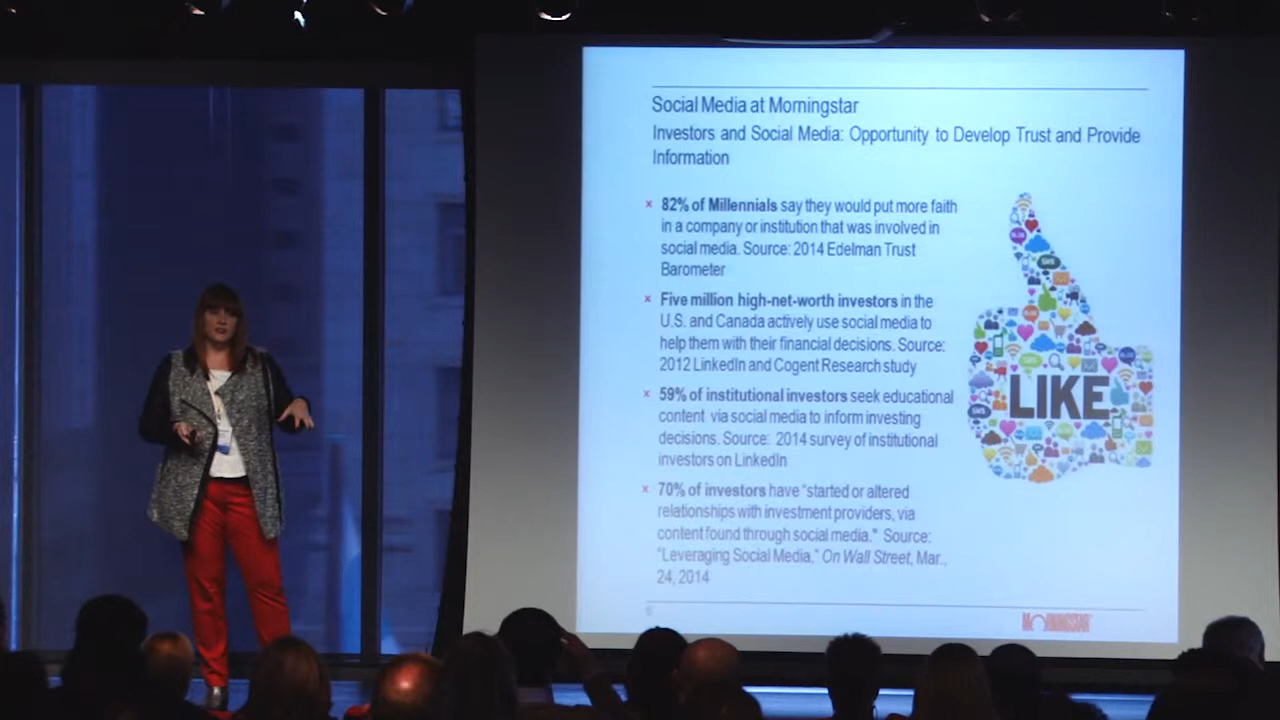 Social Media at Morningstar
Investors and Social Media: Opportunity to Develop Trust and Provide
Information
× 82% of Millennials say they would put more faith
in a company or institution that was involved in
social media. Source: 2014 Edelman Trust
Barometer
× Five million high-net-worth investors in the
U.S. and Canada actively use social media to
help them with their financial decisions. Source:
2012 LinkedIn and Cogent Research study
× 59% of institutional investors seek educational
content via social media to inform investing
decisions. Source: 2014 survey of institutional
investors on LinkedIn
× 70% of investors have “started or altered
relationships with investment providers, via
content found through social media.” Source:
“Leveraging Social Media,” On Wall Street, Mar.,
24, 2014
LIKE
6
MORNINGSTAR